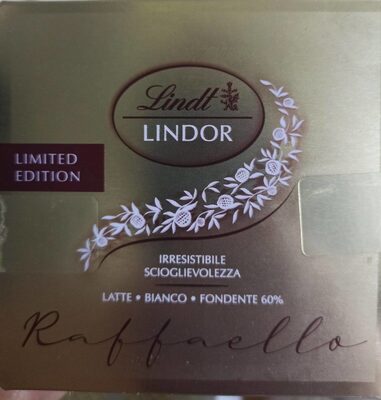 Lindt
LINDOR
LIMITED
EDITION
IRRESISTIBILE
SCIOGLIEVOLEZZA
LATTE • BIANCO • FONDENTE 60%
Raffaello